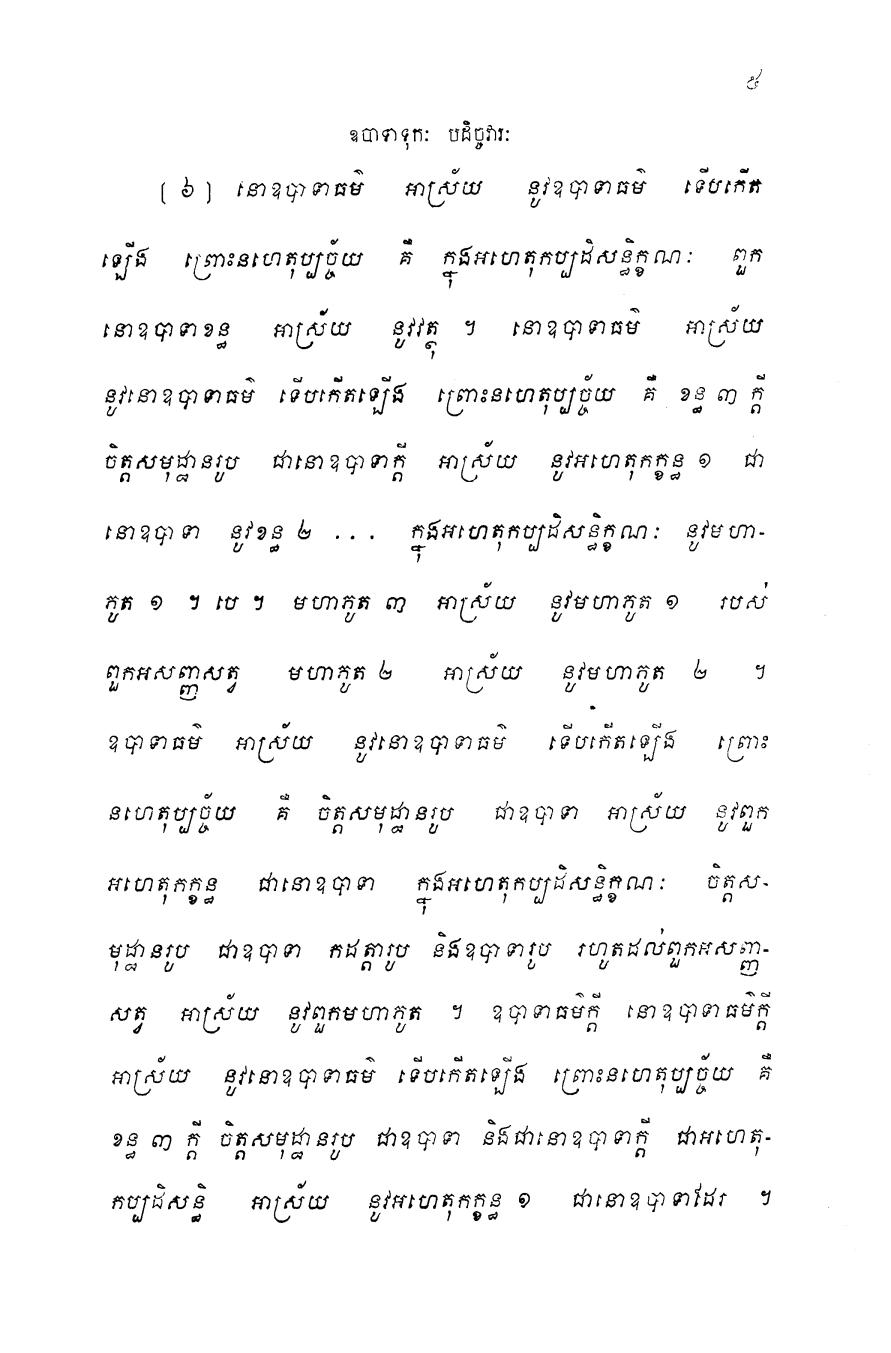 ៥
ឧបាទាទុកៈ បដិច្ចវារៈ
(៦) នោឧបាទាធម៌ អាស្រ័យ នូវឧបាទាធម៌ ទើបកើត
ឡើង ព្រោះនហេតុប្បច្ច័យ គឺ ក្នុងអហេតុកប្បដិសន្ធិក្ខណៈ ពួក
នោឧបាទាខន្ធ អាស្រ័យ នូវវត្ថុ ។ នោឧបាទាធម៌ អាស្រ័យ
នូវនោឧបាទាធម៌ ទើបកើតឡើង ព្រោះនហេតុប្បច្ច័យ គឺ ខន្ធ ៣ ក្តី
ចិត្តសមុដ្ឋានរូប ជានោឧបាទាក្តី អាស្រ័យ នូវអហេតុកក្ខន្ធ ១ ជា
នោឧបាទា នូវខន្ធ ២ ... ក្នុងអហេតុកប្បដិសន្ធិក្ខណៈ នូវមហា-
ភូត ១ ។ បេ ។ មហាភូត ៣ អាស្រ័យ នូវមហាភូត ១ របស់
ពួកអសញ្ញសត្វ មហាភូត ២ អាស្រ័យ នូវមហាភូត ២ ។
ឧបាទាធម៌ អាស្រ័យ នូវនោឧបាទាធម៌ ទើបកើតឡើង ព្រោះ
នហេតុប្បច្ច័យ គឺ ចិត្តសមុដ្ឋានរូប ជាឧបាទា អាស្រ័យ នូវពួក
អហេតុកក្ខន្ធ ជានោឧបាទា ក្នុងអហេតុកប្បដិសន្ធិក្ខណៈ ចិត្តស-
មុដ្ឋានរូប ជាឧបាទា កដត្តារូប និងឧបាទារូប រហូតដល់ពួកអសញ្ញ-
សត្វ អាស្រ័យ នូវពួកមហាភូត ។ ឧបាទាធម៌ក្តី នោឧបាទាធម៌ក្តី
អាស្រ័យ នូវនោឧបាទាធម៌ ទើបកើតឡើង ព្រោះនហេតុប្បច្ច័យ គឺ
ខន្ធ ៣ ក្តី ចិត្តសមុដ្ឋានរូប ជាឧបាទា និងជានោឧបាទាក្តី ជាអហេតុ-
កប្បដិសន្ធិ អាស្រ័យ នូវអហេតុកក្ខន្ធ ១ ជានោឧបាទាដែរ ។